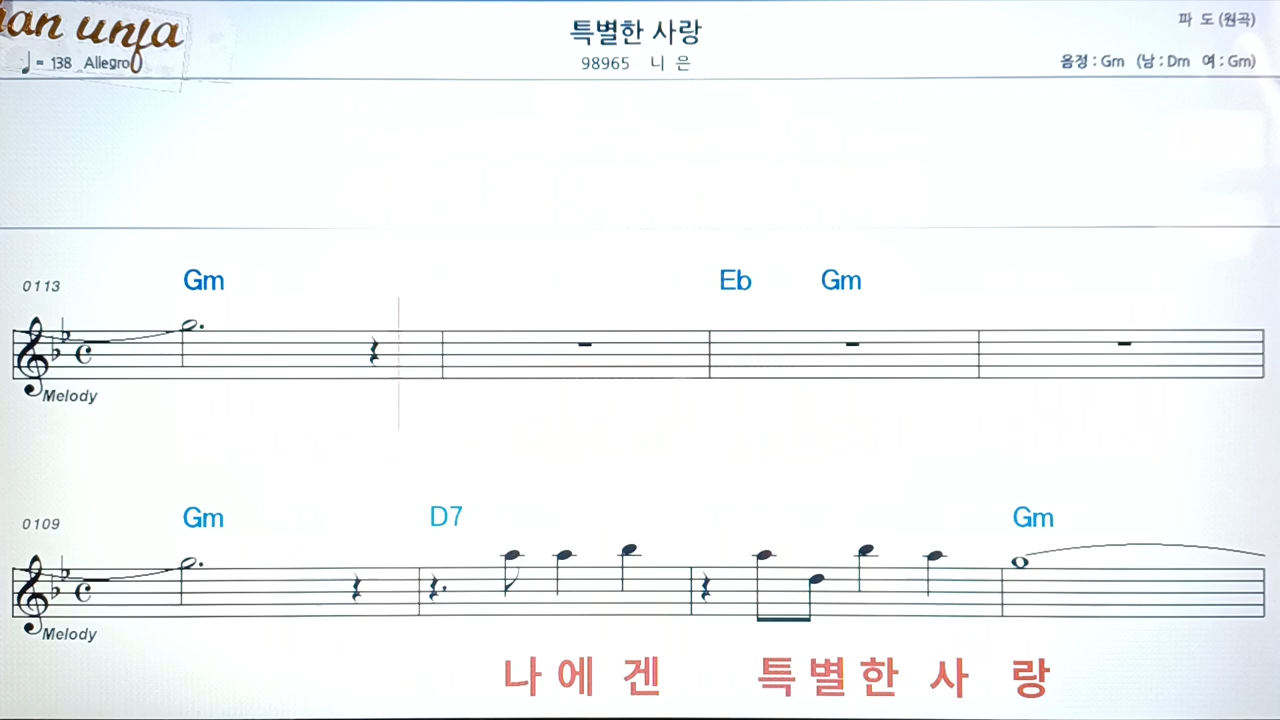 특별한 사랑
파 도 (원곡)
♩ = 138 Allegro
98965 니 은
음정 : Gm (남 : Dm 여 : Gm)
0113
Gm Eb Gm
Melody
0109
Gm D7 Gm
Melody
나 에 겐 특 별 한 사 랑